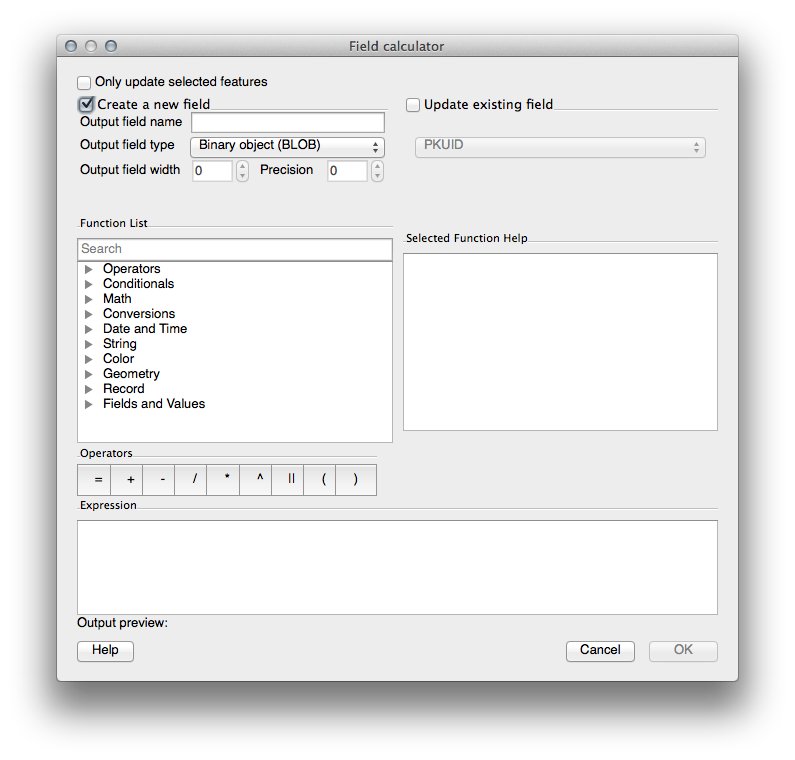 Field calculator
Only update selected features
Create a new field
Update existing field
Output field name
Output field type Binary object (BLOB)
PKUID
Output field width 0 Precision 0
Function List
Selected Function Help
Search
Operators
Conditionals
Math
Conversions
Date and Time
String
Color
Geometry
Record
Fields and Values
Operators
= + - / * ^ || ( )
Expression
Output preview:
Help Cancel OK